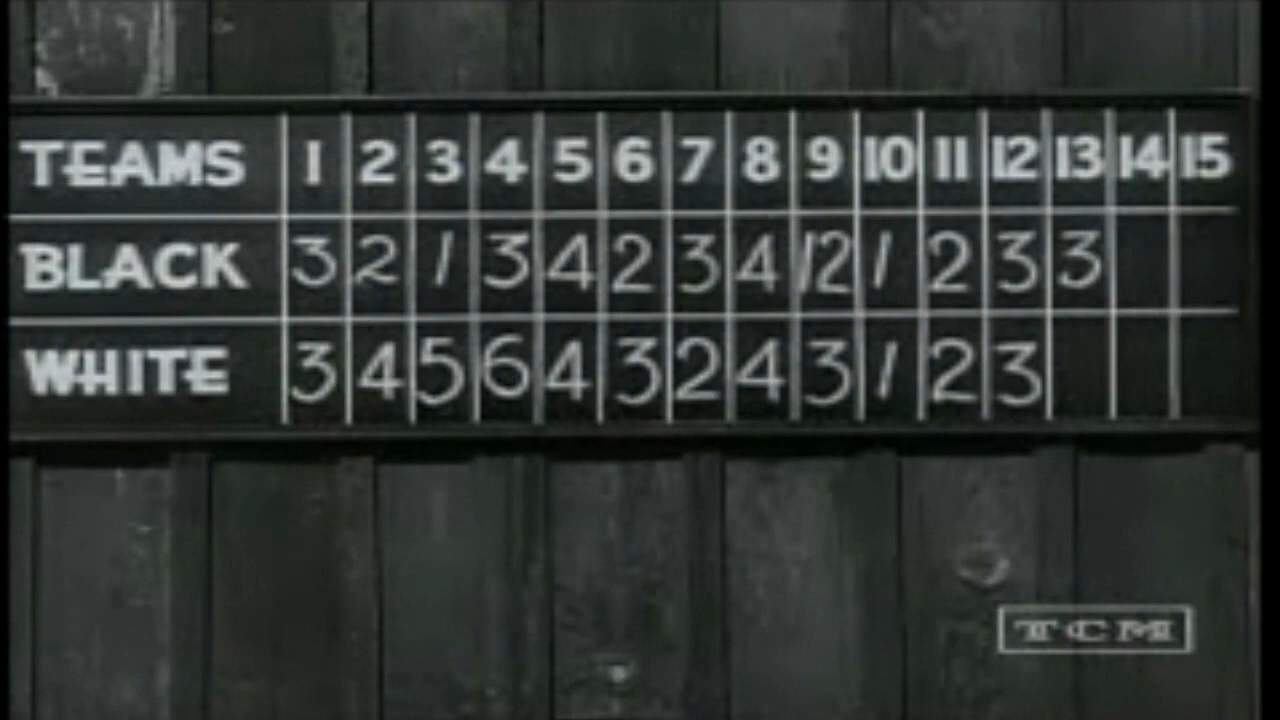 TEAMS 1 2 3 4 5 6 7 8 9 10 11 12 13 14 15
BLACK 3 2 1 3 4 2 3 4 12 1 2 3 3
WHITE 3 4 5 6 4 3 2 4 3 1 2 3
TCM